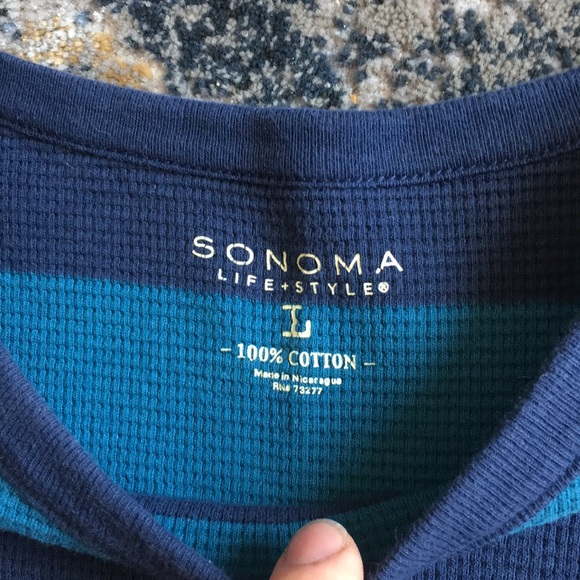 SONOMA
LIFE+STYLE®
L
- 100% COTTON -
Made in Nicaragua
RN# 73277